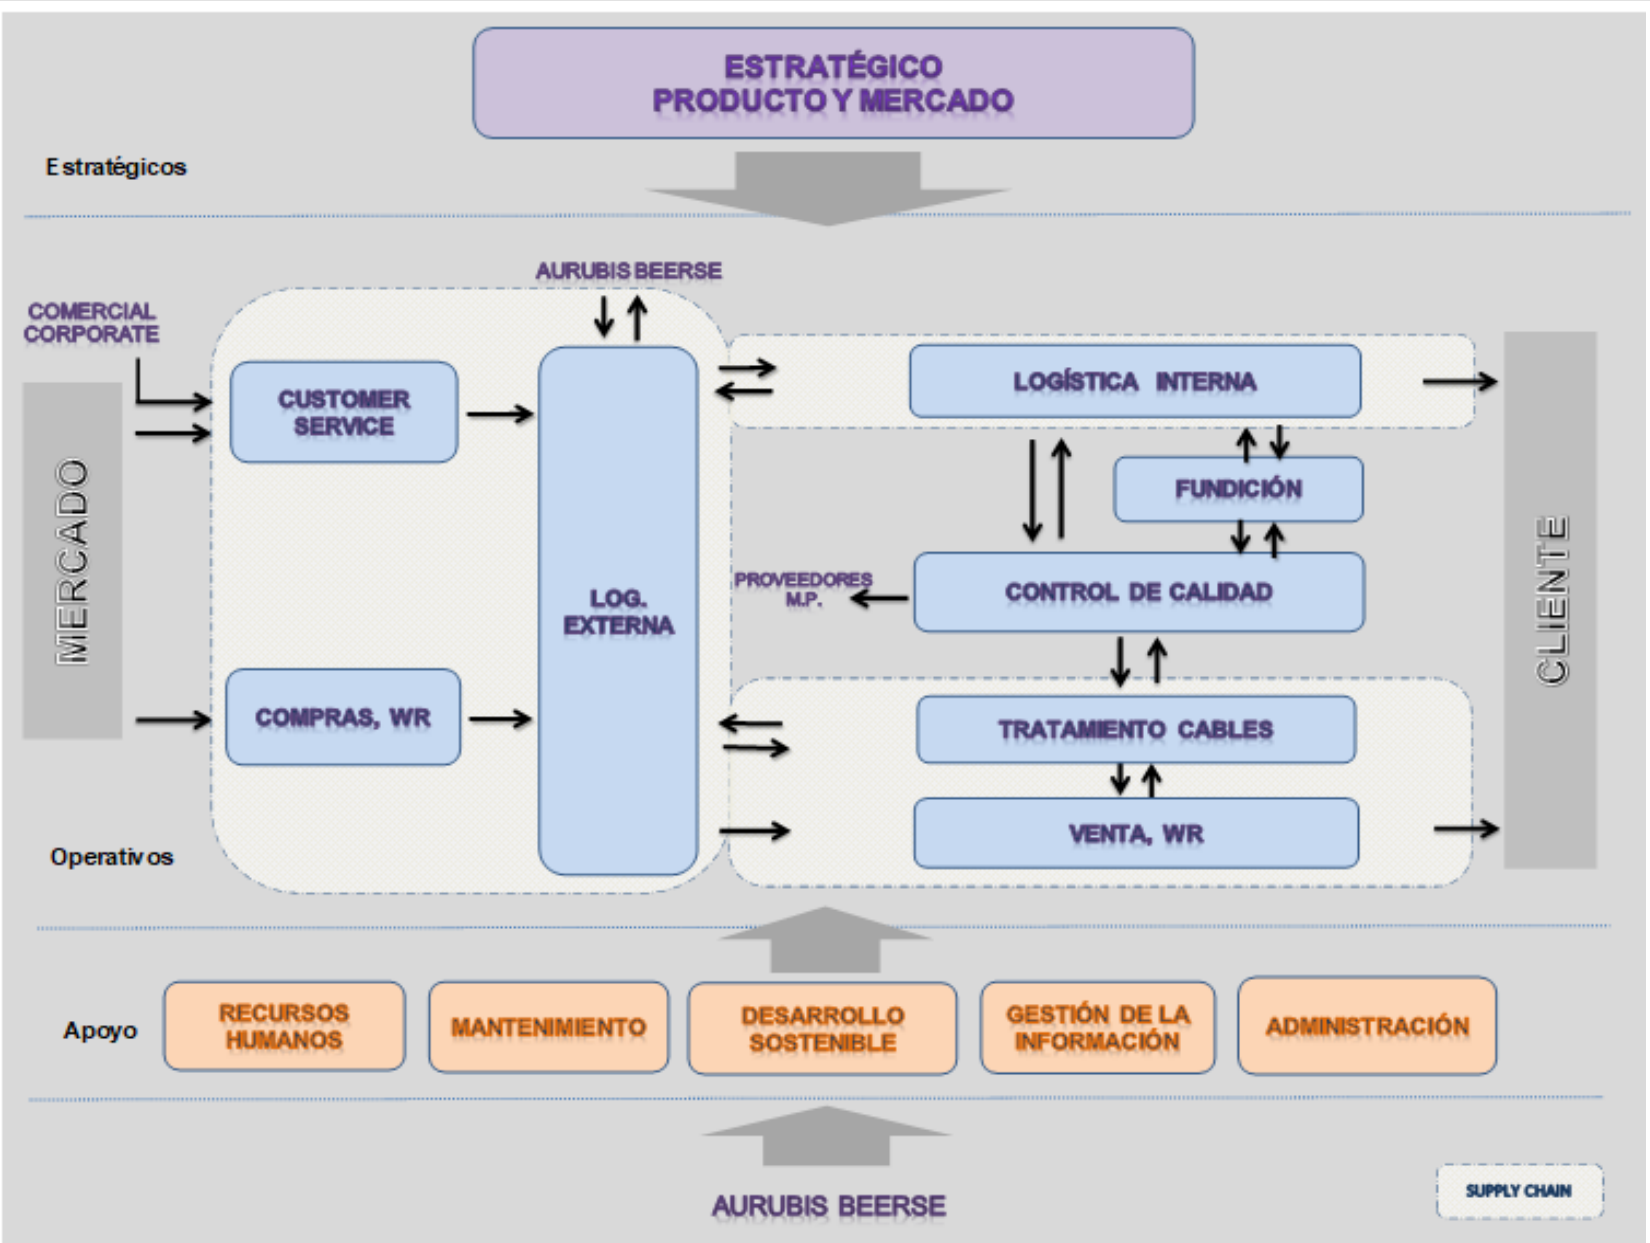 ESTRATÉGICO
PRODUCTO Y MERCADO
Estratégicos
AURUBIS BEERSE
COMERCIAL
CORPORATE
MERCADO
CUSTOMER
SERVICE
COMPRAS, WR
LOG.
EXTERNA
LOGÍSTICA INTERNA
FUNDICIÓN
CONTROL DE CALIDAD
PROVEEDORES
M.P.
TRATAMIENTO CABLES
VENTA, WR
CLIENTE
Operativos
Apoyo
RECURSOS
HUMANOS
MANTENIMIENTO
DESARROLLO
SOSTENIBLE
GESTIÓN DE LA
INFORMACIÓN
ADMINISTRACIÓN
AURUBIS BEERSE
SUPPLY CHAIN